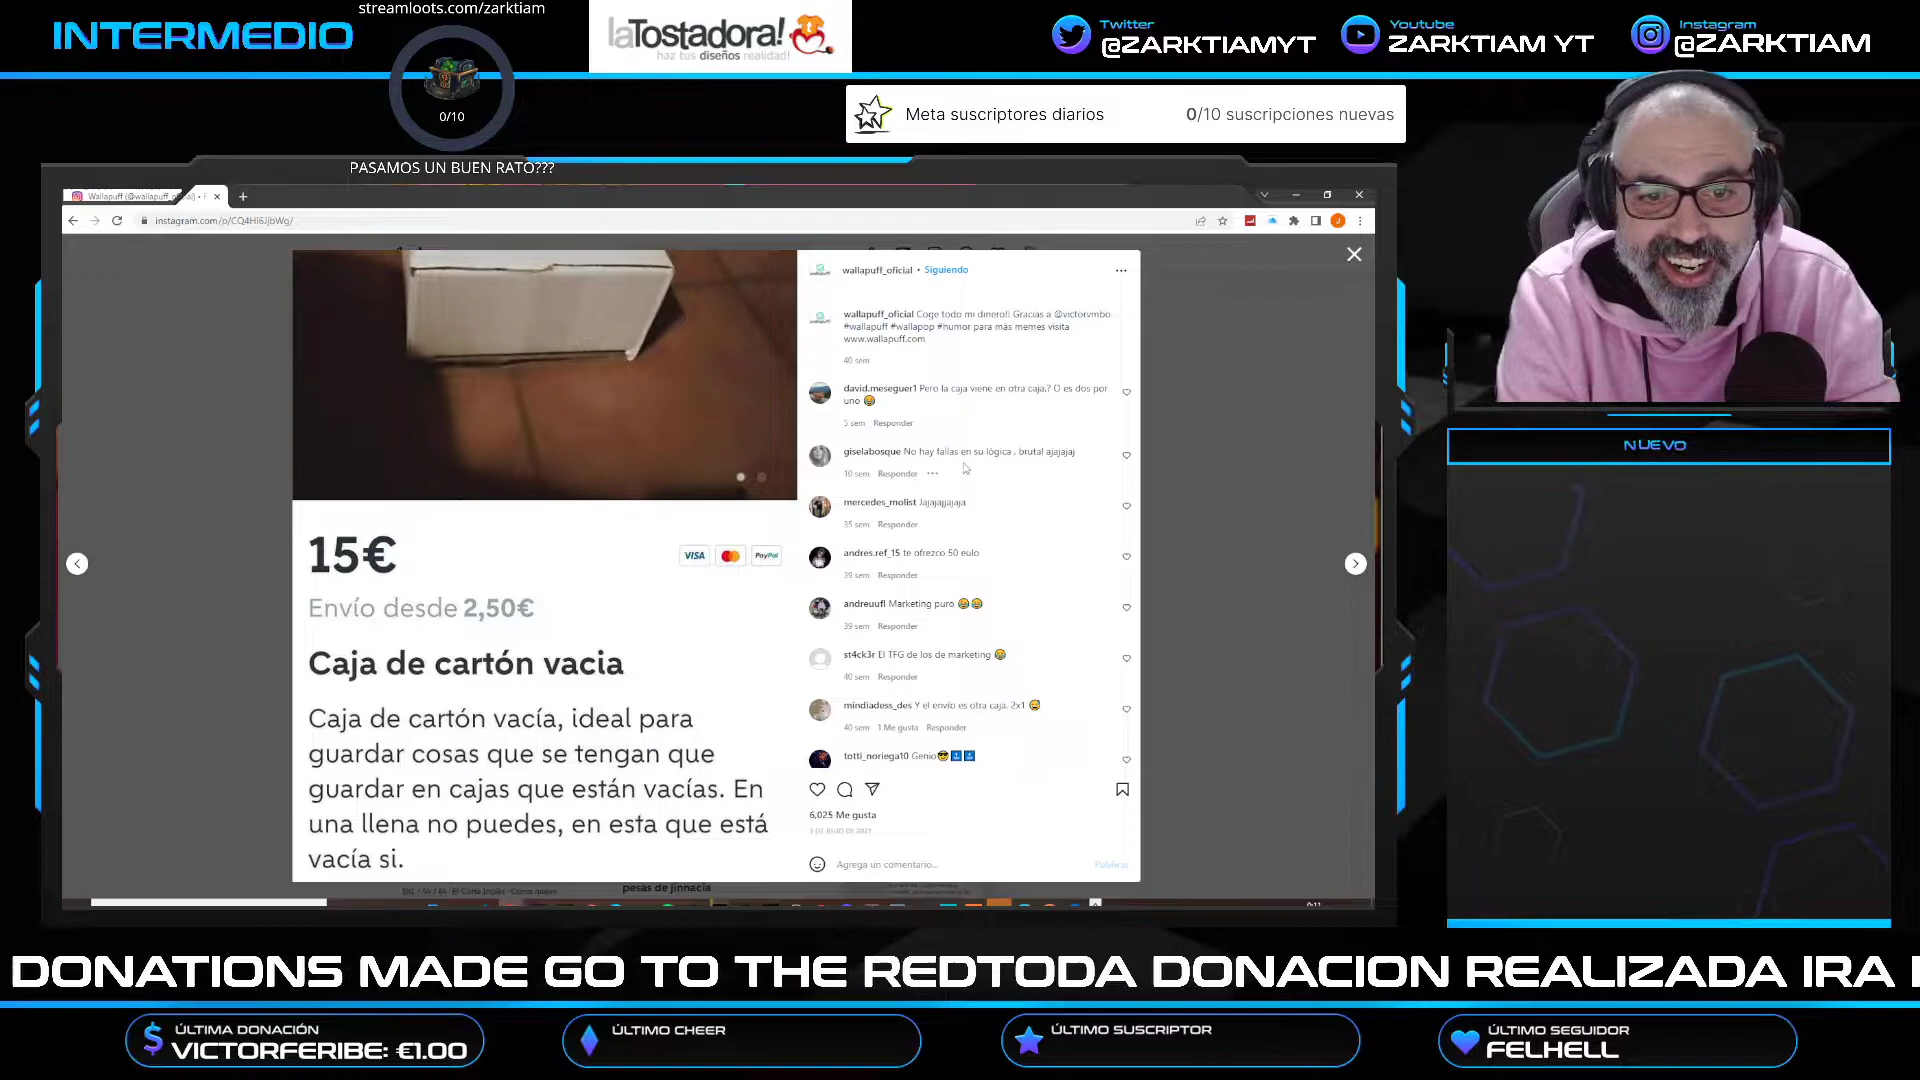 streamloots.com/zarktiam
INTERMEDIO
0/10
laTostadora!
haz tus diseños realidad!
Twitter
@ZARKTIAMYT
Youtube
ZARKTIAM YT
Instagram
@ZARKTIAM
Meta suscriptores diarios
0/10 suscripciones nuevas
PASAMOS UN BUEN RATO???
instagram.com/p/CQ4Hl6JjbWg/
wallapuff_oficial • Siguiendo
wallapuff_oficial Coge todo mi dinero!! Gracias a @victorvmbo
#wallapuff #wallapop #humor para más memes visita
www.wallapuff.com
40 sem
david.meseguer1 Pero la caja viene en otra caja.? O es dos por
uno 😂
5 sem Responder
giselabosque No hay fallas en su lógica , brutal ajajajaj
10 sem Responder ···
mercedes_molist Jajajajjajaja
35 sem Responder
andres.ref_15 te ofrezco 50 eulo
39 sem Responder
andreuufl Marketing puro 😂😂
39 sem Responder
st4ck3r El TFG de los de marketing 😂
40 sem Responder
mindiadess_des Y el envío es otra caja. 2x1 😅
40 sem 1 Me gusta Responder
totti_noriega10 Genio😎
6,025 Me gusta
Agrega un comentario...
Publicar
15€
VISA
PayPal
Envío desde 2,50€
Caja de cartón vacia
Caja de cartón vacía, ideal para
guardar cosas que se tengan que
guardar en cajas que están vacías. En
una llena no puedes, en esta que está
vacía si.
pesas de jinnacia
NUEVO
DONATIONS MADE GO TO THE REDTODA DONACION REALIZADA IRA
ÚLTIMA DONACIÓN
VICTORFERIBE: €1.00
ÚLTIMO CHEER
ÚLTIMO SUSCRIPTOR
ÚLTIMO SEGUIDOR
FELHELL